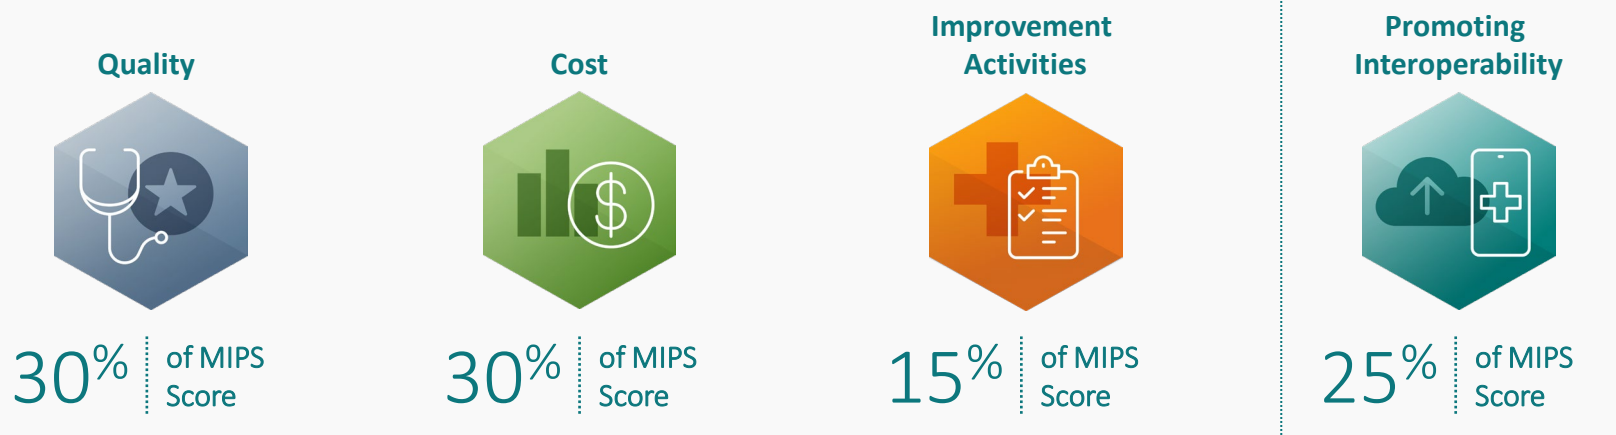 Quality
30%
of MIPS
Score
Cost
30%
of MIPS
Score
Improvement
Activities
15%
of MIPS
Score
Promoting
Interoperability
25%
of MIPS
Score